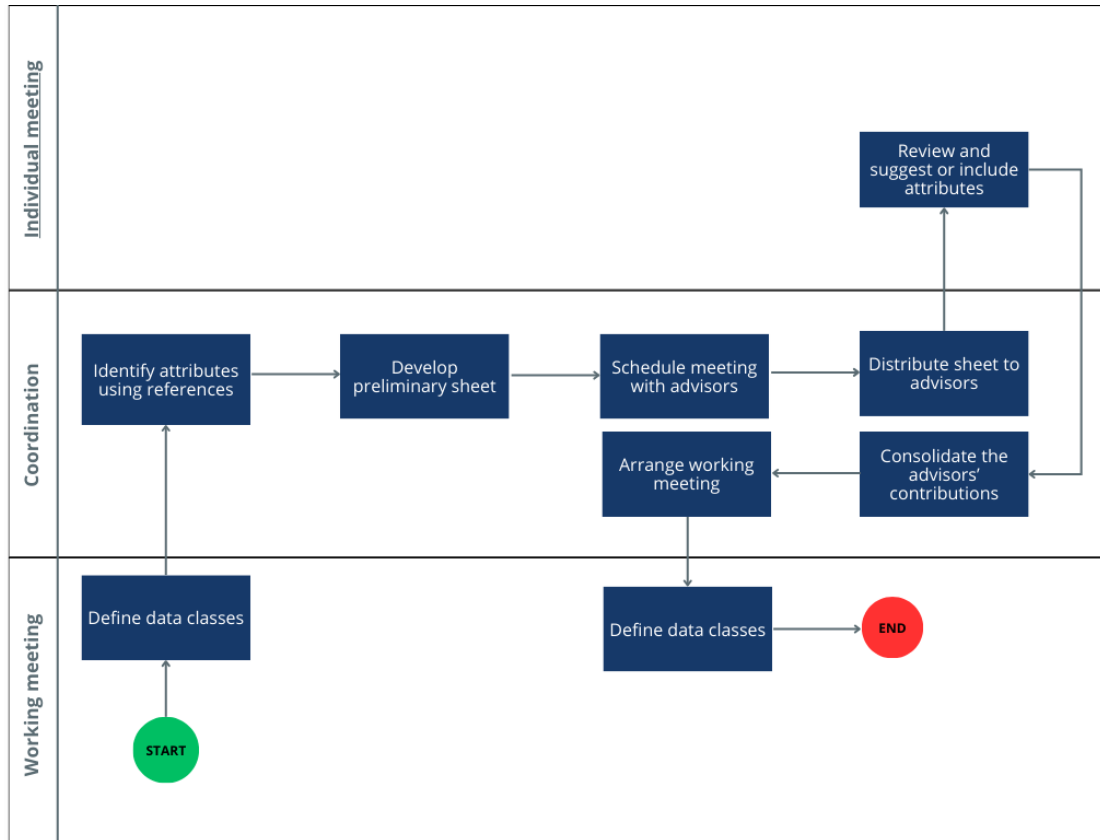 Individual meeting
Review and
suggest or include
attributes
Coordination
Identify attributes
using references
Develop
preliminary sheet
Schedule meeting
with advisors
Distribute sheet to
advisors
Arrange working
meeting
Consolidate the
advisors’
contributions
Working meeting
Define data classes
Define data classes
END
START